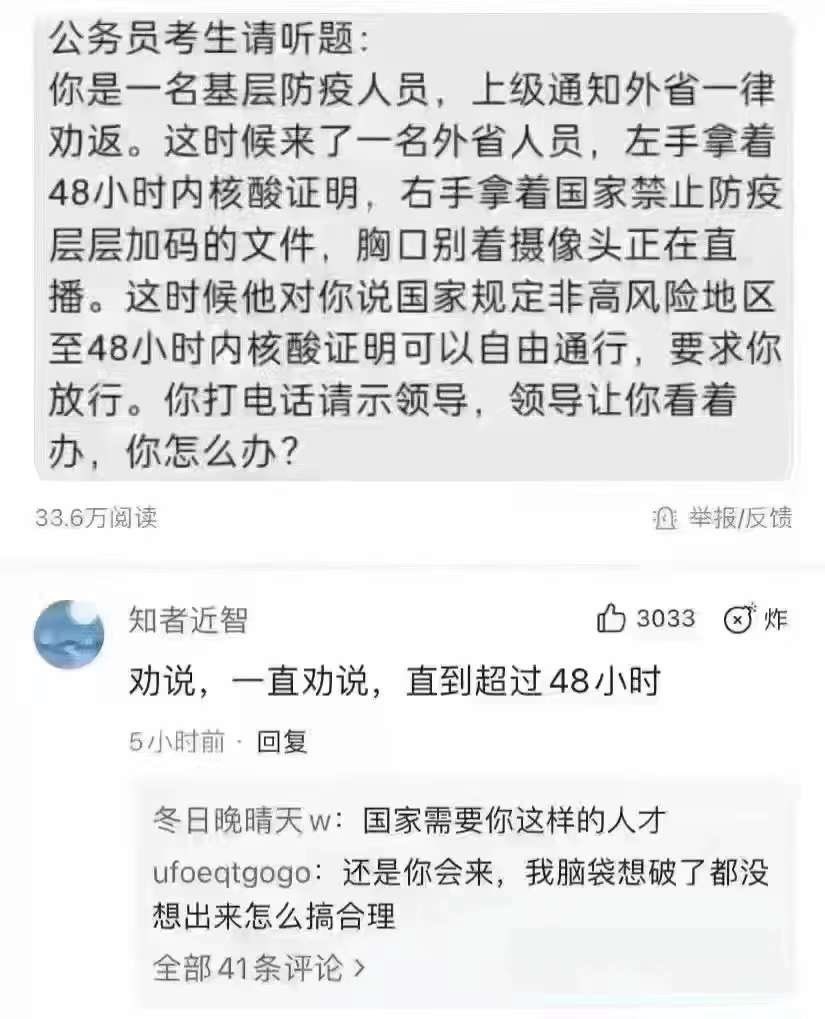 公务员考生请听题：
你是一名基层防疫人员，上级通知外省一律
劝返。这时候来了一名外省人员，左手拿着
48小时内核酸证明，右手拿着国家禁止防疫
层层加码的文件，胸口别着摄像头正在直
播。这时候他对你说国家规定非高风险地区
至48小时内核酸证明可以自由通行，要求你
放行。你打电话请示领导，领导让你看着
办，你怎么办？
33.6万阅读
举报/反馈
知者近智
3033
炸
劝说，一直劝说，直到超过48小时
5小时前 · 回复
冬日晚晴天w：国家需要你这样的人才
ufoeqtgogo：还是你会来，我脑袋想破了都没
想出来怎么搞合理
全部41条评论 >